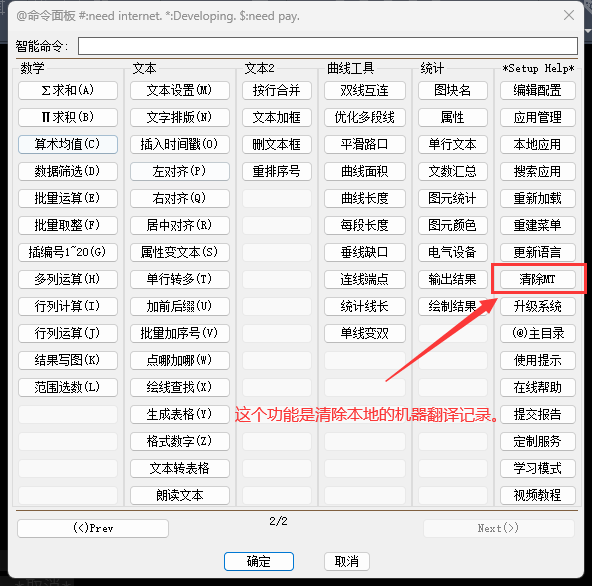 @命令面板 #:need internet. *:Developing. $:need pay.
智能命令:
数学 文本 文本2 曲线工具 统计 *Setup Help*
Σ求和(A) 文本设置(M) 按行合并 双线互连 图块名 编辑配置
∏求积(B) 文字排版(N) 文本加框 优化多段线 属性 应用管理
算术均值(C) 插入时间戳(O) 删文本框 平滑路口 单行文本 本地应用
数据筛选(D) 左对齐(P) 重排序号 曲线面积 文数汇总 搜索应用
批量运算(E) 右对齐(Q) 曲线长度 图元统计 重新加载
批量取整(F) 居中对齐(R) 每段长度 图元颜色 重建菜单
插编号1~20(G) 属性变文本(S) 垂线缺口 电气设备 更新语言
多列运算(H) 单行转多(T) 连线端点 输出结果 清除MT
行列计算(I) 加前后缀(U) 统计线长 绘制结果 升级系统
行列运算(J) 批量加序号(V) 单线变双 (@)主目录
结果写图(K) 点哪加哪(W) 使用提示
范围选数(L) 绘线查找(X) 在线帮助
生成表格(Y) 这个功能是清除本地的机器翻译记录。 提交报告
格式数字(Z) 定制服务
文本转表格 学习模式
朗读文本 视频教程
(<)Prev 2/2 Next(>)
确定 取消